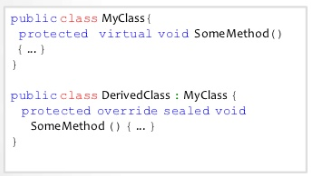 public class MyClass{
protected virtual void SomeMethod()
{ ... }
}
public class DerivedClass : MyClass {
protected override sealed void
SomeMethod () { ... }
}